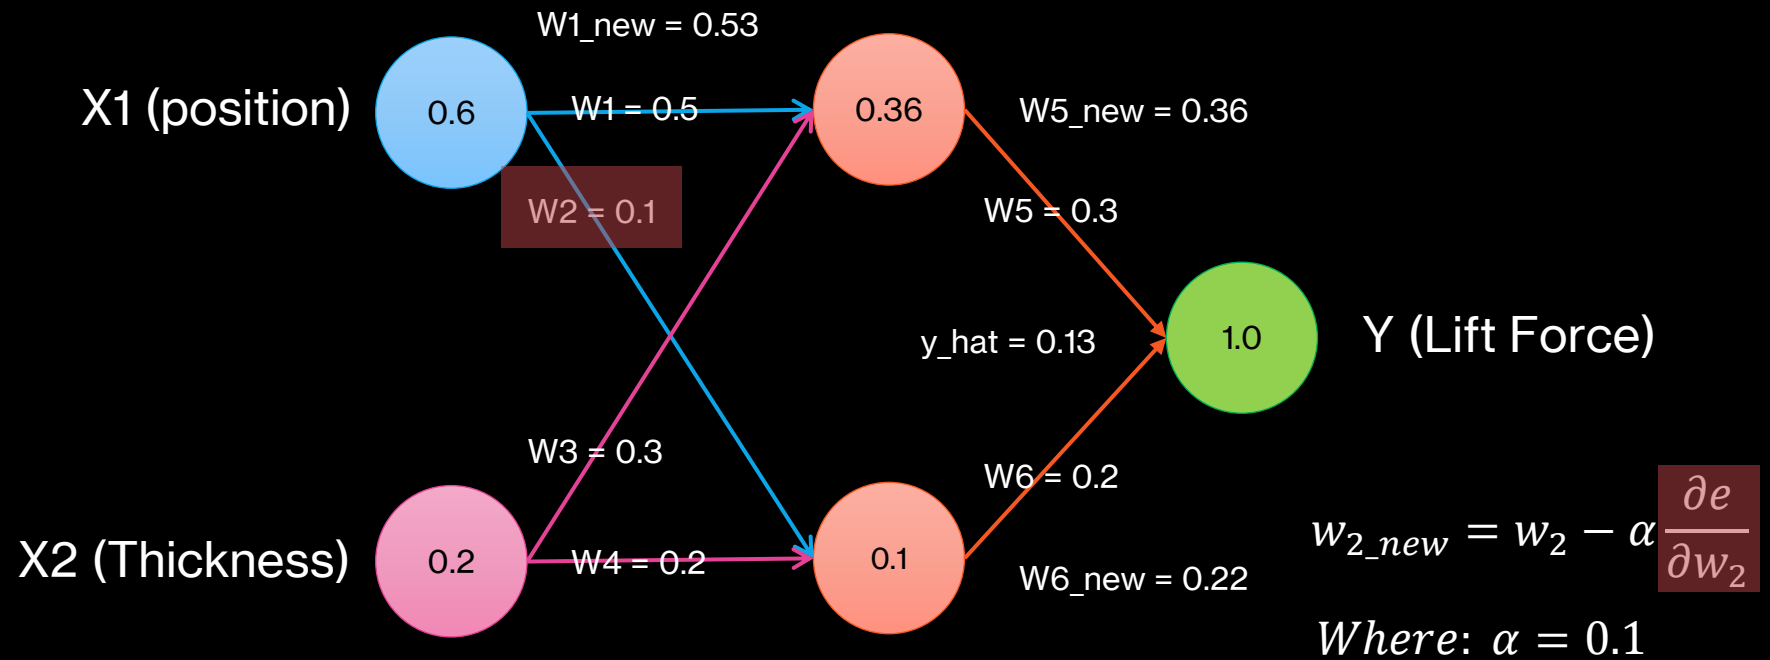 W1_new = 0.53
X1 (position)
0.6
W1 = 0.5
0.36
W5_new = 0.36
W2 = 0.1
W5 = 0.3
y_hat = 0.13
1.0
Y (Lift Force)
W3 = 0.3
W6 = 0.2
X2 (Thickness)
0.2
W4 = 0.2
0.1
W6_new = 0.22
w₂_new = w₂ − α ∂e/∂w₂
Where: α = 0.1